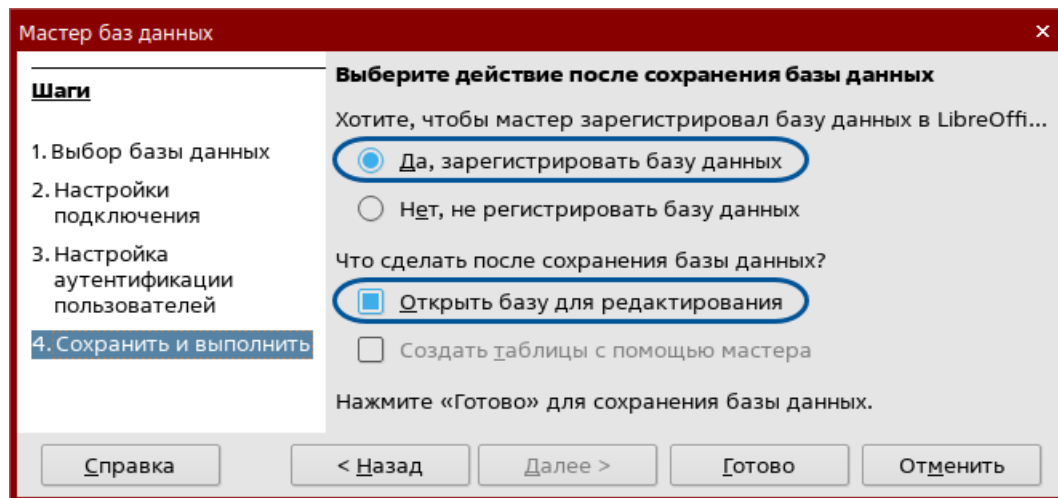 Мастер баз данных
Шаги
1. Выбор базы данных
2. Настройки
подключения
3. Настройка
аутентификации
пользователей
4. Сохранить и выполнить
Выберите действие после сохранения базы данных
Хотите, чтобы мастер зарегистрировал базу данных в LibreOffi...
Да, зарегистрировать базу данных
Нет, не регистрировать базу данных
Что сделать после сохранения базы данных?
Открыть базу для редактирования
Создать таблицы с помощью мастера
Нажмите «Готово» для сохранения базы данных.
Справка
< Назад
Далее >
Готово
Отменить